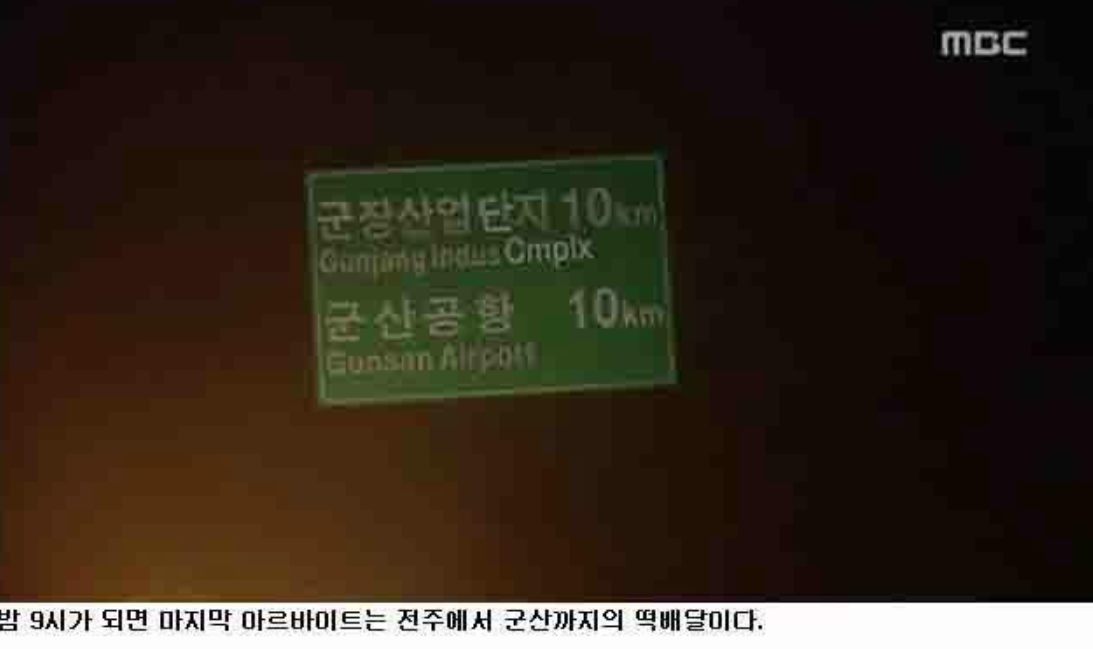 MBC
군장산업단지 10km
Gunjang Indus Cmplx
군산공항 10km
Gunsan Airport
밤 9시가 되면 마지막 아르바이트는 전주에서 군산까지의 떡배달이다.